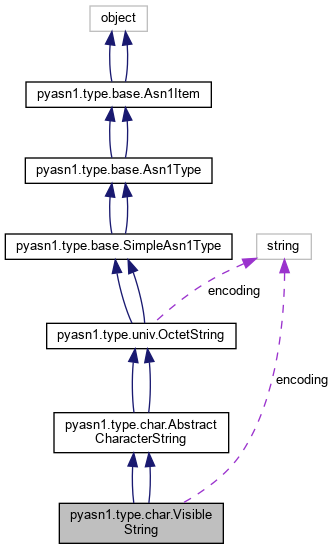 object
pyasn1.type.base.Asn1Item
pyasn1.type.base.Asn1Type
pyasn1.type.base.SimpleAsn1Type
string
encoding
pyasn1.type.univ.OctetString
encoding
pyasn1.type.char.Abstract
CharacterString
pyasn1.type.char.Visible
String